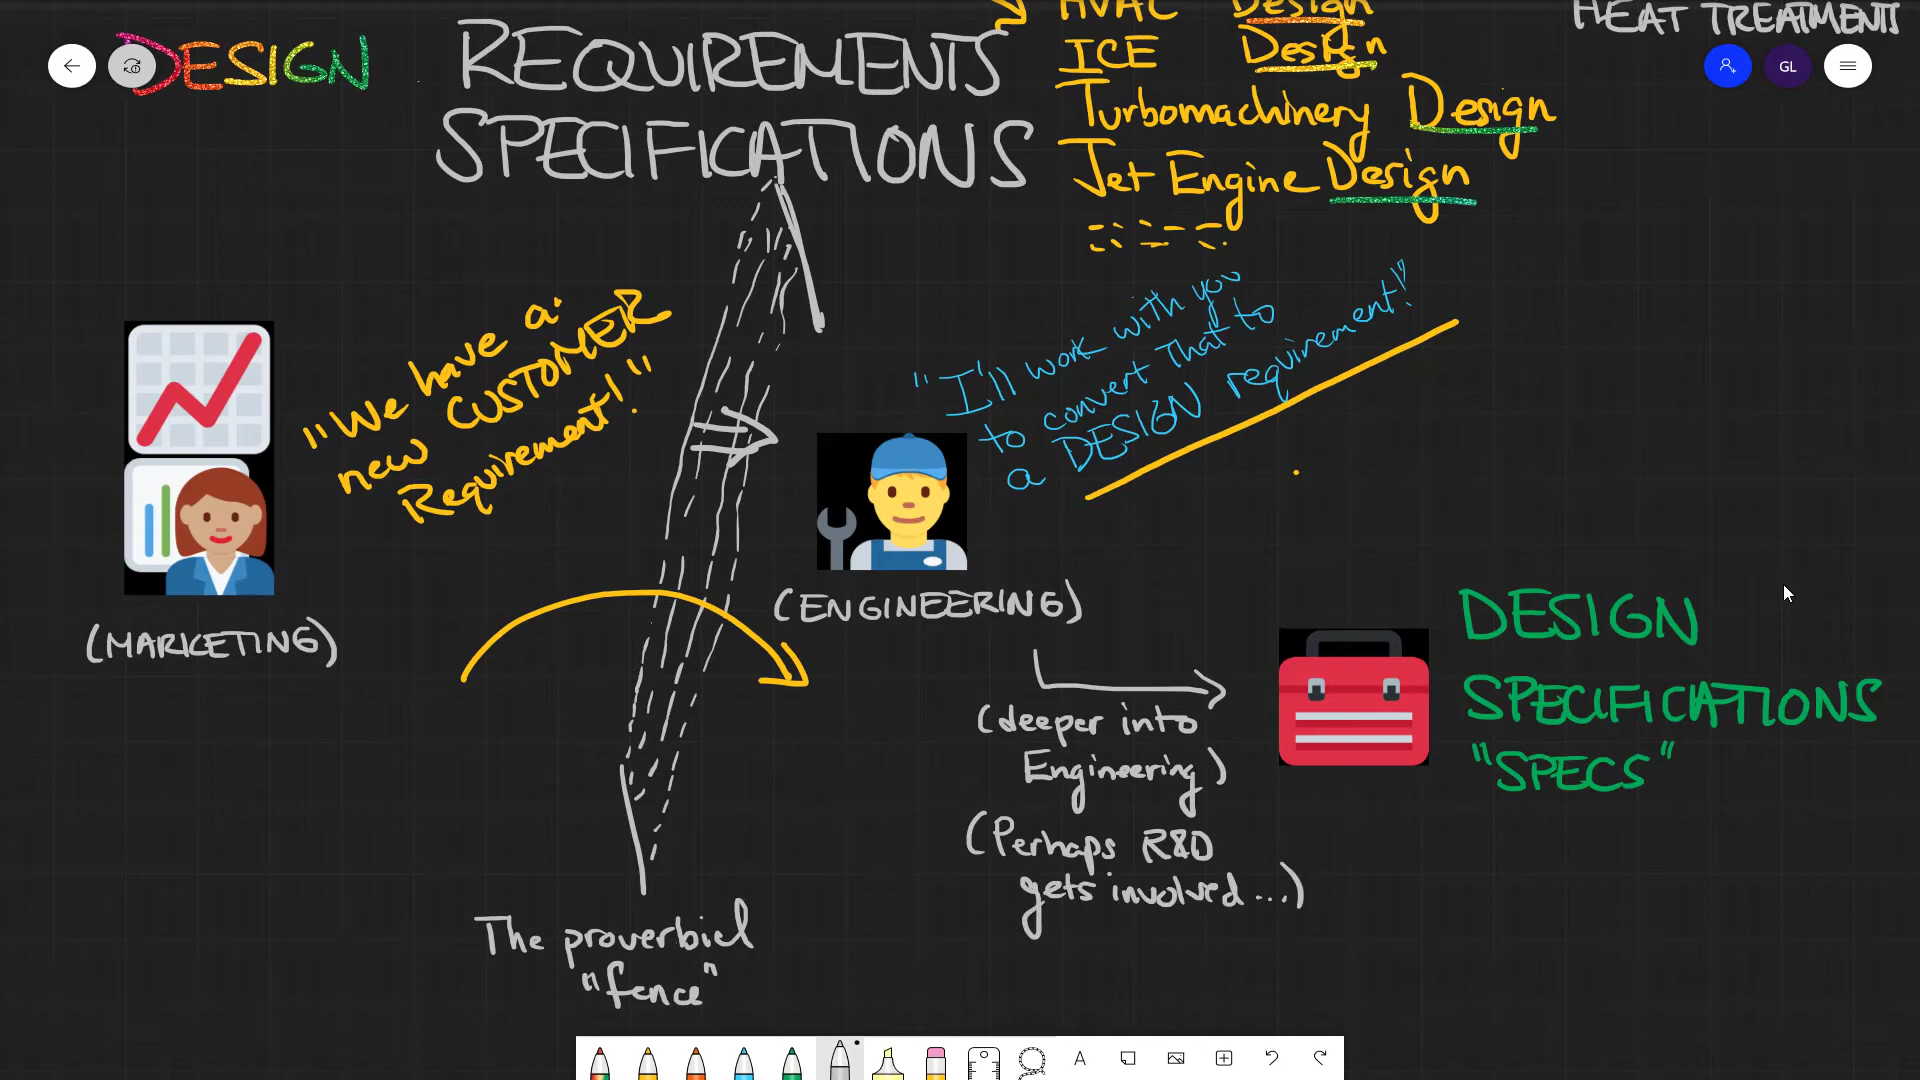 DESIGN
REQUIREMENTS
SPECIFICATIONS
HVAC Design
ICE Design
Turbomachinery Design
Jet Engine Design
HEAT TREATMENTS
GL
"We have a
new CUSTOMER
Requirement!"
"I'll work with you
to convert that to
a DESIGN requirement!"
(MARKETING)
(ENGINEERING)
(deeper into
Engineering)
(Perhaps R&D
gets involved...)
DESIGN
SPECIFICATIONS
"SPECS"
The proverbial
"fence"
A